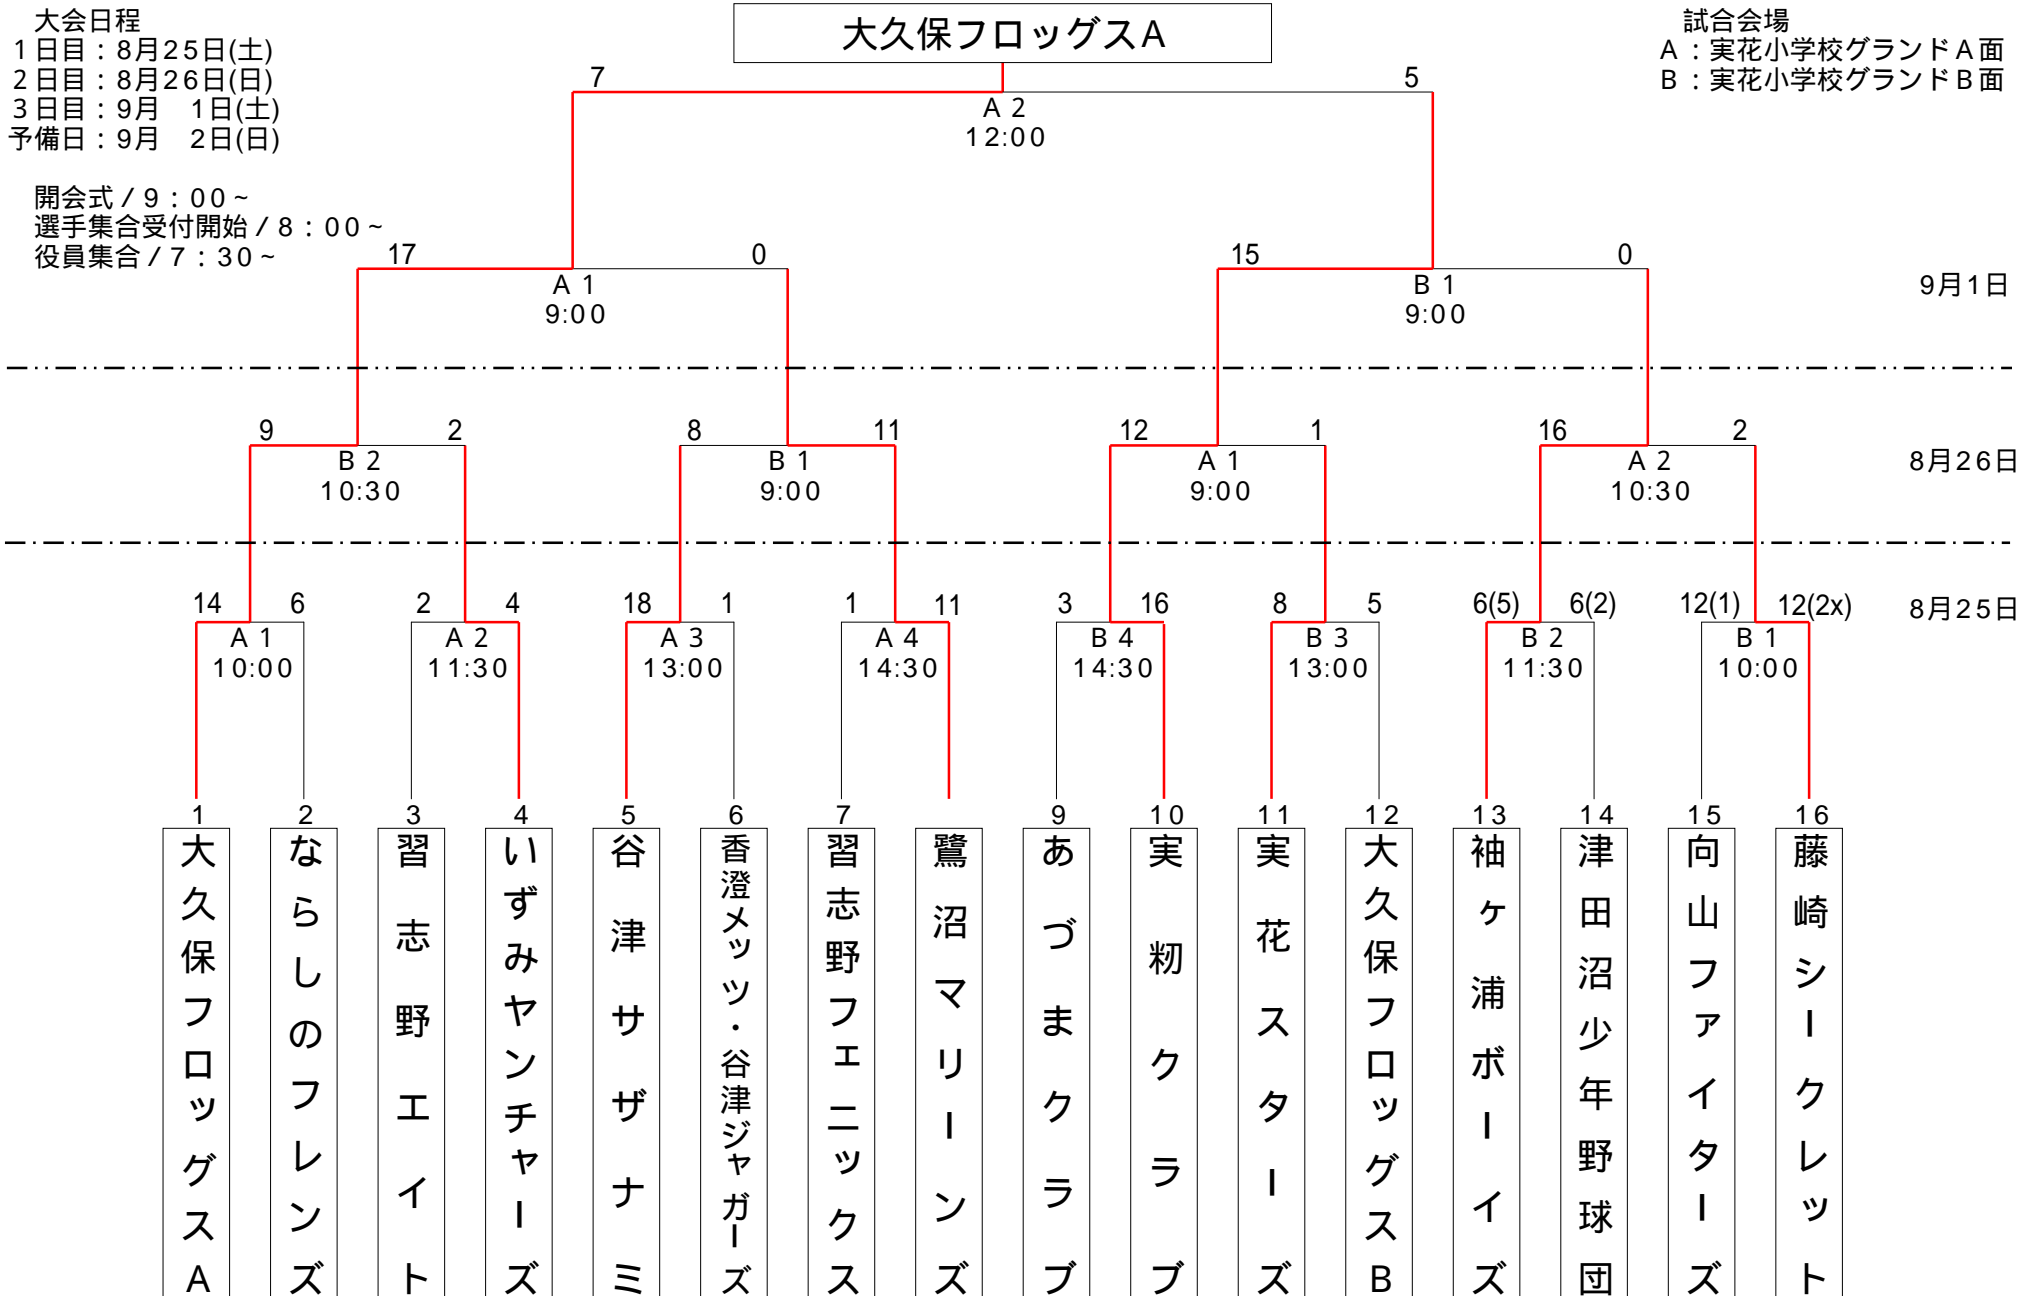 大久保フロッグスA
大会日程
1日目：8月25日(土)
2日目：8月26日(日)
3日目：9月　1日(土)
予備日：9月　2日(日)
開会式／9：00～
選手集合受付開始／8：00～
役員集合／7：30～
試合会場
A：実花小学校グランドA面
B：実花小学校グランドB面
7 5
A 2
12:00
17 0 15 0
A 1 B 1
9:00 9:00
9月1日
9 2 8 11 12 1 16 2
B 2 B 1 A 1 A 2
10:30 9:00 9:00 10:30
8月26日
14 6 2 4 18 1 1 11 3 16 8 5 6(5) 6(2) 12(1) 12(2x)
8月25日
A 1 A 2 A 3 A 4 B 4 B 3 B 2 B 1
10:00 11:30 13:00 14:30 14:30 13:00 11:30 10:00
1 2 3 4 5 6 7 9 10 11 12 13 14 15 16
大久保フロッグスA
ならしのフレンズ
習志野エイト
いずみヤンチャーズ
谷津サザナミ
香澄メッツ・谷津ジャガーズ
習志野フェニックス
鷺沼マリーンズ
あづまクラブ
実籾クラブ
実花スターズ
大久保フロッグスB
袖ヶ浦ボーイズ
津田沼少年野球団
向山ファイターズ
藤崎シークレット